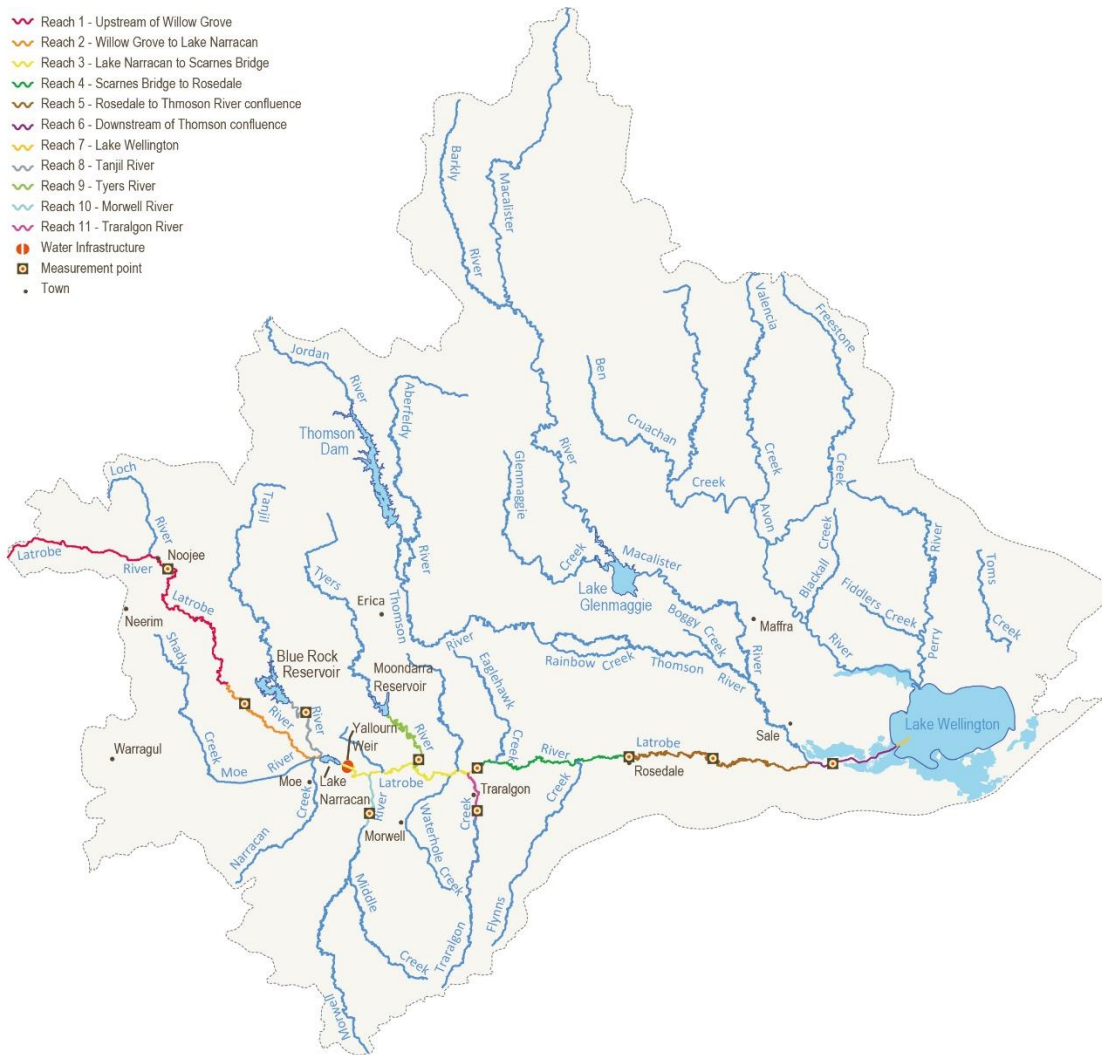 Reach 1 - Upstream of Willow Grove
Reach 2 - Willow Grove to Lake Narracan
Reach 3 - Lake Narracan to Scarnes Bridge
Reach 4 - Scarnes Bridge to Rosedale
Reach 5 - Rosedale to Thmoson River confluence
Reach 6 - Downstream of Thomson confluence
Reach 7 - Lake Wellington
Reach 8 - Tanjil River
Reach 9 - Tyers River
Reach 10 - Morwell River
Reach 11 - Traralgon River
Water Infrastructure
Measurement point
Town
Barkly
River
Macalister
River
Jordan
River
Thomson
Dam
Aberfeldy
River
Thomson
River
Ben
Cruachan
Creek
Valencia
Creek
Freestone
Creek
Avon
River
Blackall Creek
Fiddlers Creek
Perry
River
Toms
Creek
Glenmaggie
Creek
Lake
Glenmaggie
Macalister
River
Boggy
Creek
Maffra
Rainbow Creek
Thomson
River
Loch
River
Latrobe
River
Noojee
Latrobe
River
Neerim
Shady
Creek
Tanjil
River
Blue Rock
Reservoir
Tyers
River
Erica
Moondarra
Reservoir
Eaglehawk
Creek
Yallourn
Weir
Warragul
Moe
River
Moe
Lake
Narracan
Narracan
Creek
Latrobe
River
Morwell
Waterhole Creek
Traralgon
Creek
Traralgon
Middle
Creek
Morwell
Flynns
Creek
River
Latrobe
Rosedale
Sale
Lake Wellington